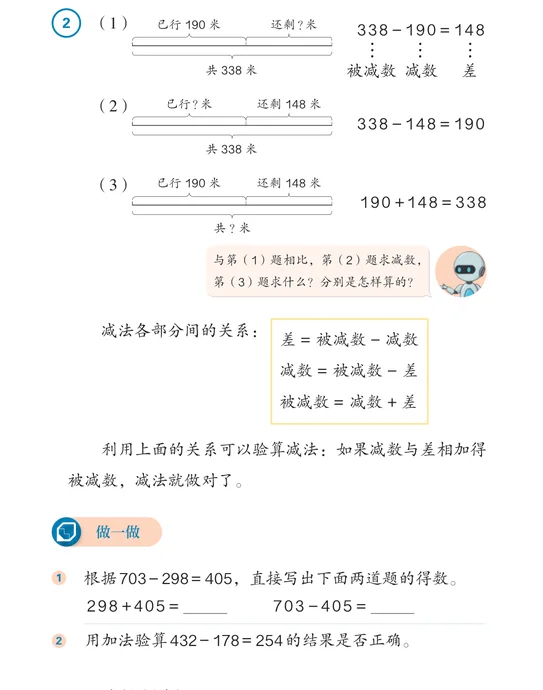 2 (1) 已行 190 米 还剩 ? 米 338 − 190 = 148
共 338 米 被减数 减数 差
(2) 已行 ? 米 还剩 148 米 338 − 148 = 190
共 338 米
(3) 已行 190 米 还剩 148 米 190 + 148 = 338
共 ? 米
与第（1）题相比，第（2）题求减数，
第（3）题求什么？分别是怎样算的？
减法各部分间的关系：
差 = 被减数 − 减数
减数 = 被减数 − 差
被减数 = 减数 + 差
利用上面的关系可以验算减法：如果减数与差相加得
被减数，减法就做对了。
做一做
1 根据 703 − 298 = 405，直接写出下面两道题的得数。
298 + 405 = _____ 703 − 405 = _____
2 用加法验算 432 − 178 = 254 的结果是否正确。